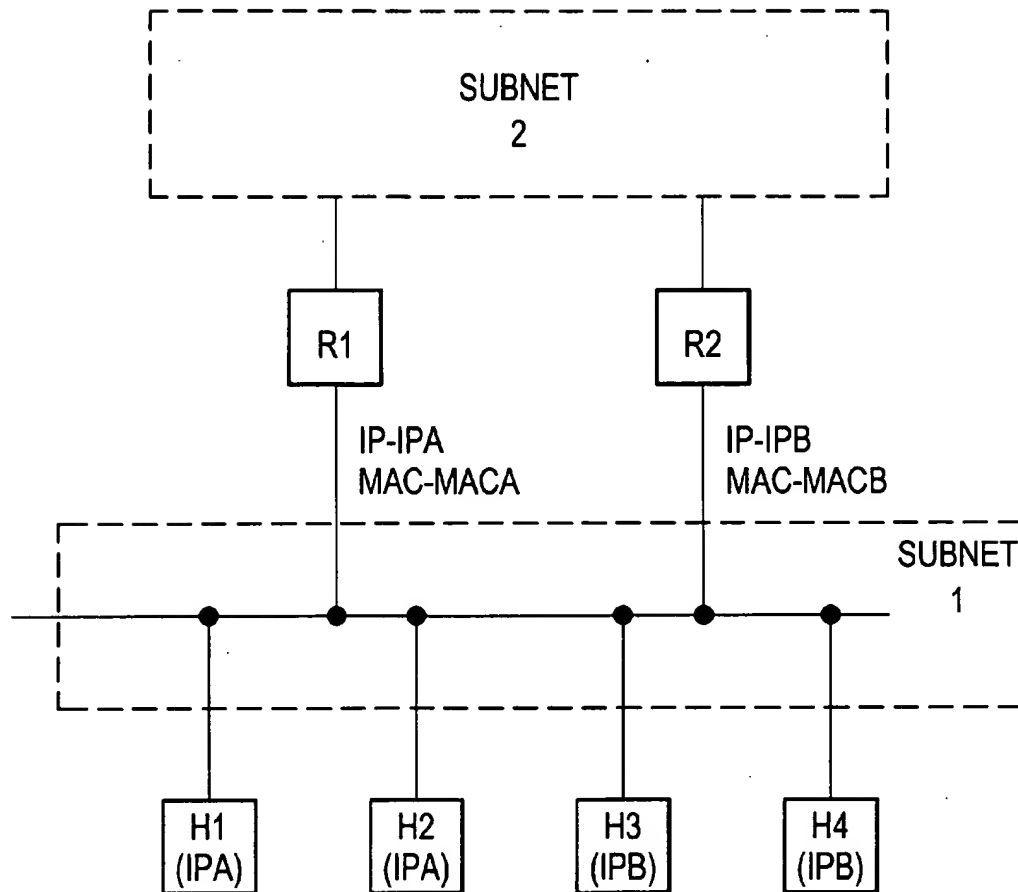 SUBNET
2
R1
R2
IP-IPA
MAC-MACA
IP-IPB
MAC-MACB
SUBNET
1
H1
(IPA)
H2
(IPA)
H3
(IPB)
H4
(IPB)